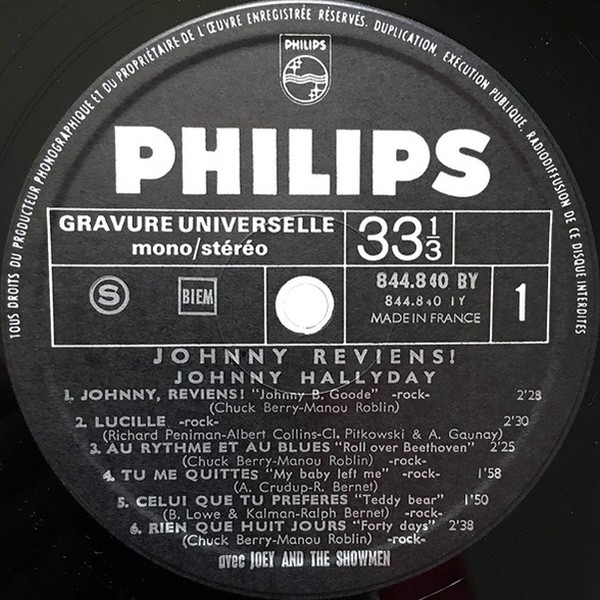 TOUS DROITS DU PRODUCTEUR PHONOGRAPHIQUE ET DU PROPRIÉTAIRE DE L'ŒUVRE ENREGISTRÉE RÉSERVÉS. DUPLICATION, EXÉCUTION PUBLIQUE, RADIODIFFUSION DE CE DISQUE INTERDITES
PHILIPS
PHILIPS
GRAVURE UNIVERSELLE
mono/stéréo
33 1/3
S
BIEM
844.840 BY
844.840 IY
MADE IN FRANCE
1
JOHNNY REVIENS!
JOHNNY HALLYDAY
1. JOHNNY, REVIENS! "Johnny B. Goode" -rock- 2'28
(Chuck Berry-Manou Roblin)
2. LUCILLE -rock- 2'30
(Richard Peniman-Albert Collins-Cl. Pitkowski & A. Gaunay)
3. AU RYTHME ET AU BLUES "Roll over Beethoven" 2'25
(Chuck Berry-Manou Roblin) -rock-
4. TU ME QUITTES "My baby left me" -rock- 1'58
(A. Crudup-R. Bernet)
5. CELUI QUE TU PREFERES "Teddy bear" 1'50
(B. Lowe & Kalman-Ralph Bernet) -rock-
6. RIEN QUE HUIT JOURS "Forty days" 2'38
(Chuck Berry-Manou Roblin) -rock-
avec JOEY AND THE SHOWMEN